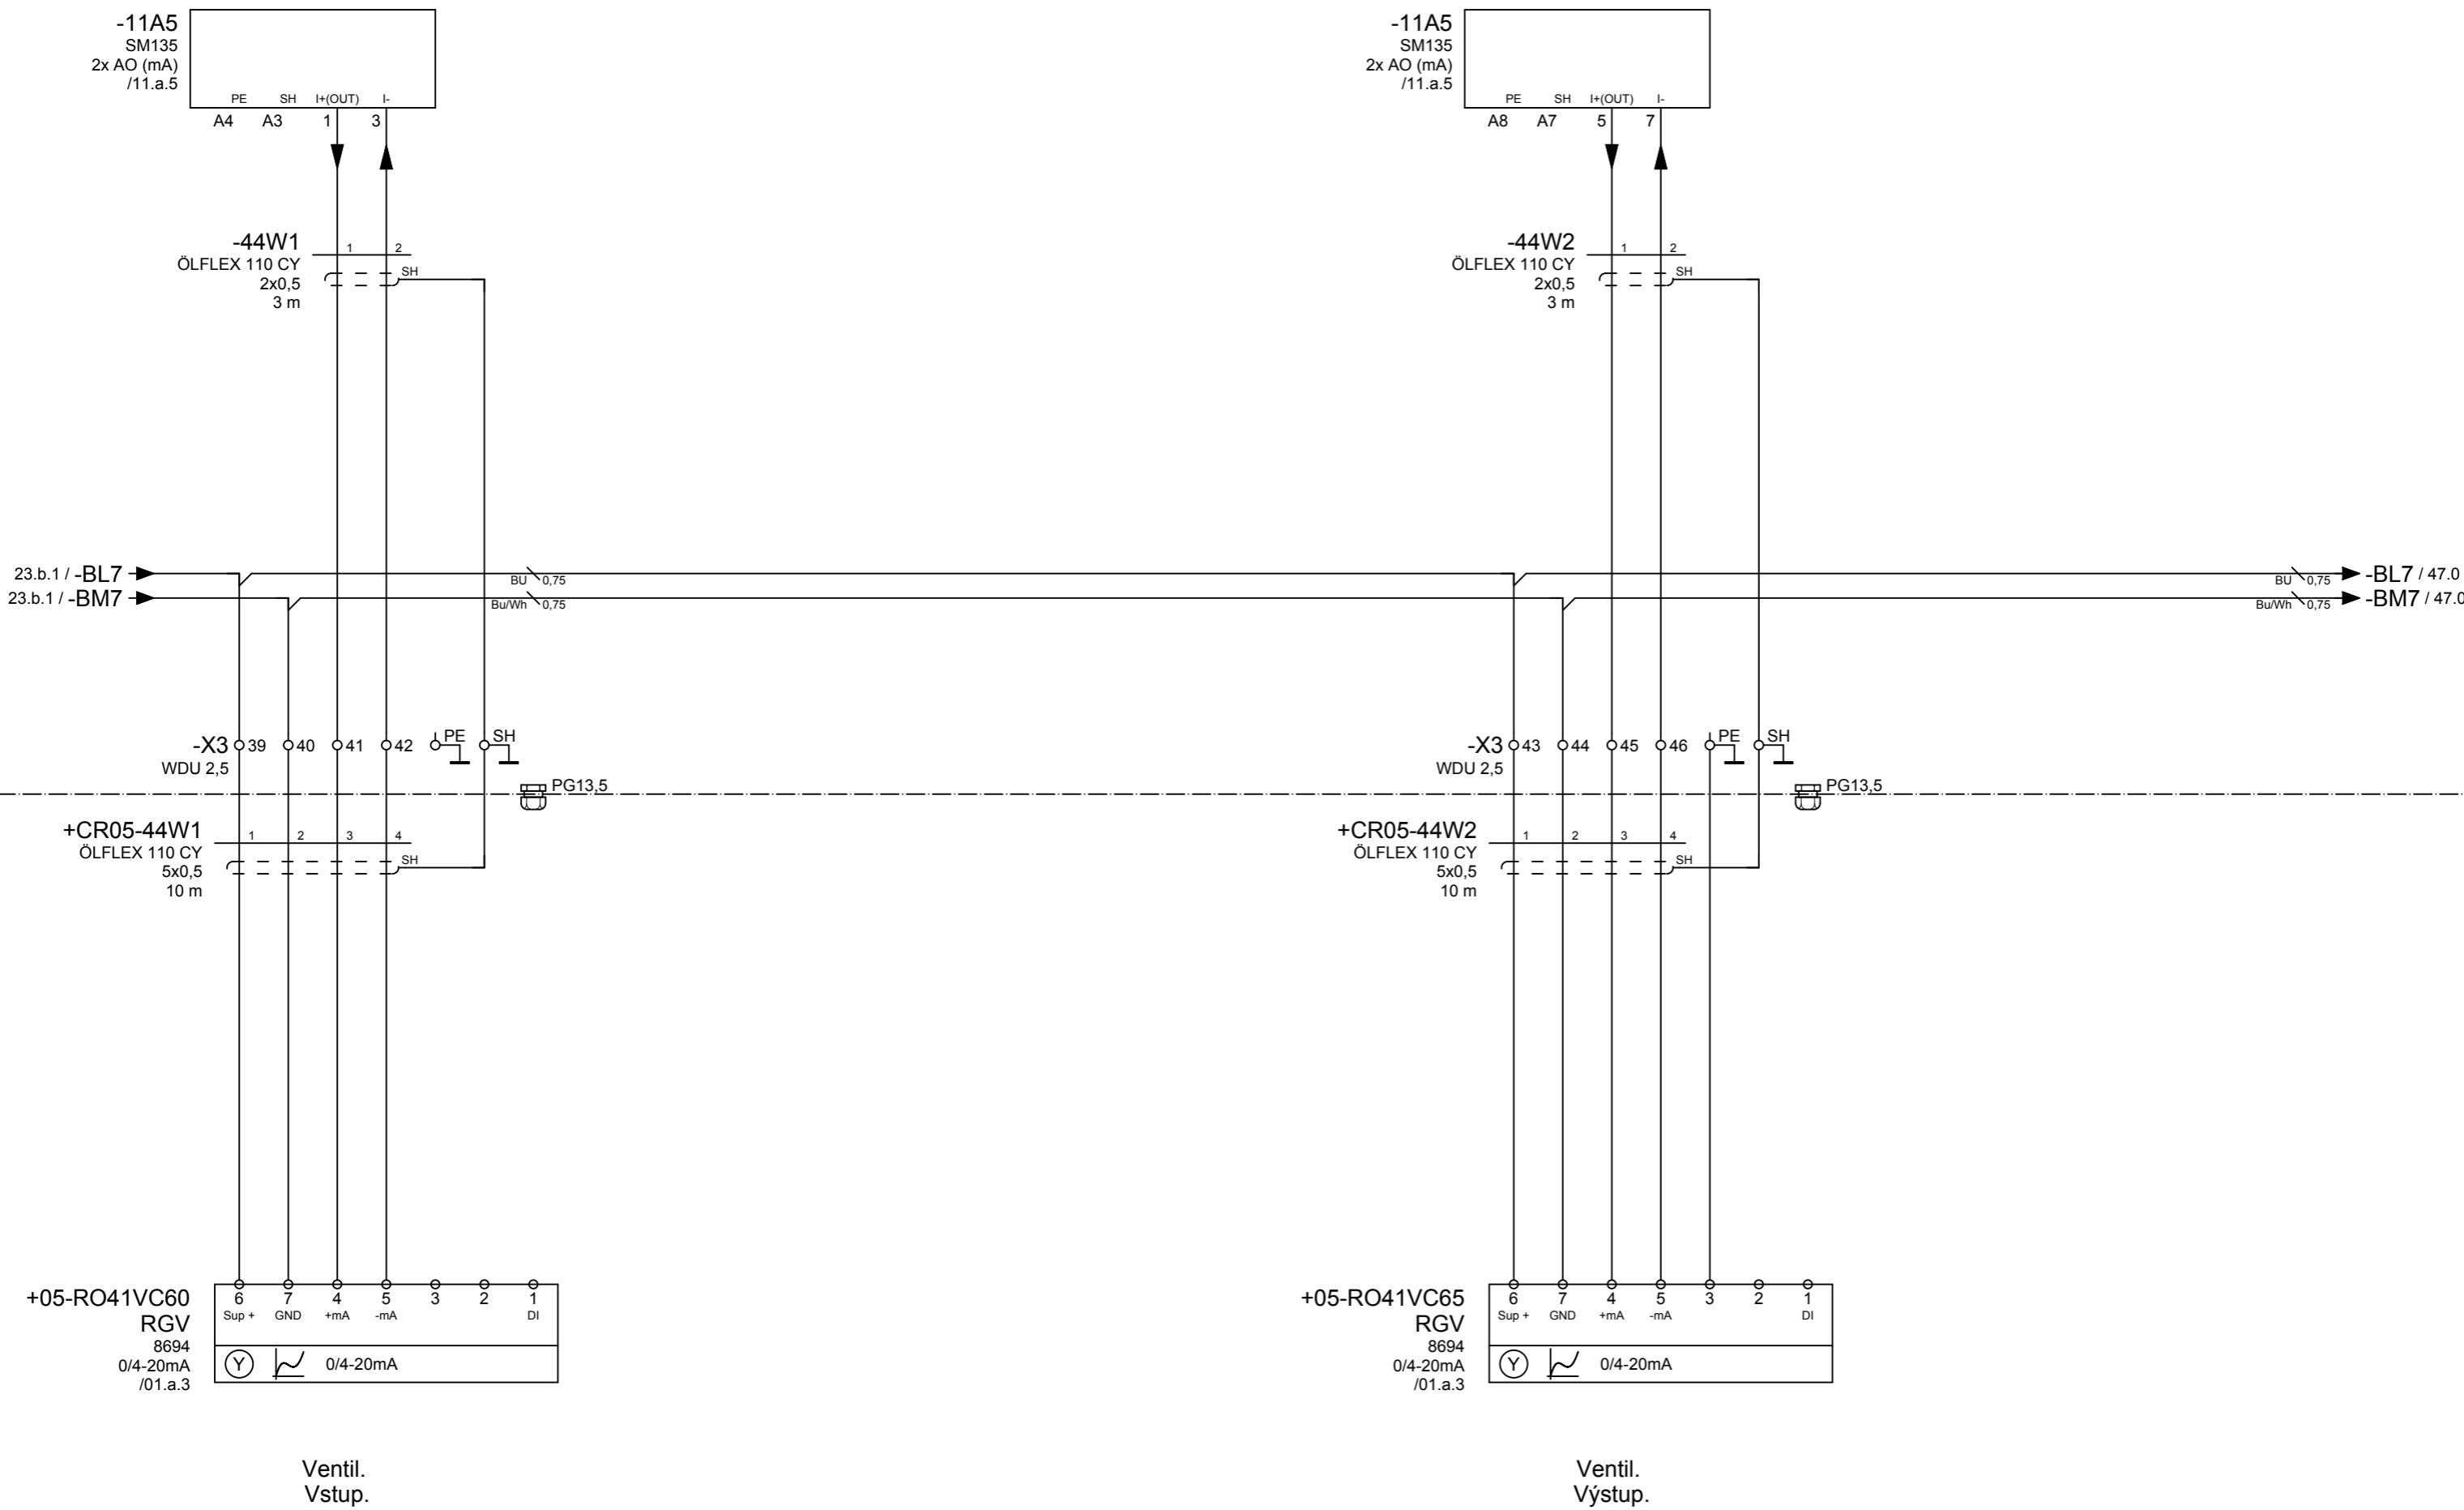 -11A5
SM135
2x AO (mA)
/11.a.5
PE SH I+(OUT) I-
A4 A3 1 3
-11A5
SM135
2x AO (mA)
/11.a.5
PE SH I+(OUT) I-
A8 A7 5 7
-44W1
ÖLFLEX 110 CY
2x0,5
3 m
1 2
SH
-44W2
ÖLFLEX 110 CY
2x0,5
3 m
1 2
SH
23.b.1 / -BL7
BU 0,75
BU 0,75
-BL7 / 47.0
23.b.1 / -BM7
Bu/Wh 0,75
Bu/Wh 0,75
-BM7 / 47.0
-X3 39 40 41 42 PE SH
WDU 2,5
PG13,5
-X3 43 44 45 46 PE SH
WDU 2,5
PG13,5
+CR05-44W1
ÖLFLEX 110 CY
5x0,5
10 m
1 2 3 4
SH
+CR05-44W2
ÖLFLEX 110 CY
5x0,5
10 m
1 2 3 4
SH
+05-RO41VC60
RGV
8694
0/4-20mA
/01.a.3
6 7 4 5 3 2 1
Sup + GND +mA -mA DI
Y 0/4-20mA
+05-RO41VC65
RGV
8694
0/4-20mA
/01.a.3
6 7 4 5 3 2 1
Sup + GND +mA -mA DI
Y 0/4-20mA
Ventil.
Vstup.
Ventil.
Výstup.